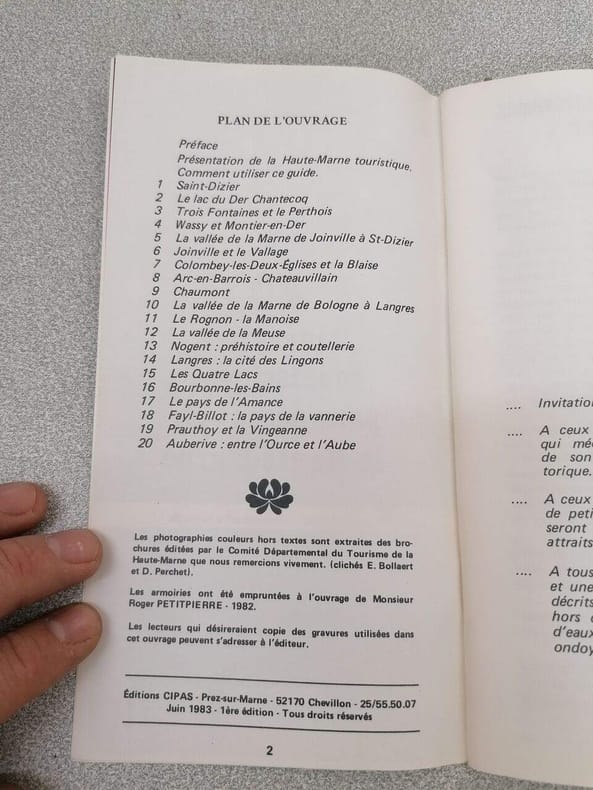 PLAN DE L'OUVRAGE
Préface
Présentation de la Haute-Marne touristique.
Comment utiliser ce guide.
1 Saint-Dizier
2 Le lac du Der Chantecoq
3 Trois Fontaines et le Perthois
4 Wassy et Montier-en-Der
5 La vallée de la Marne de Joinville à St-Dizier
6 Joinville et le Vallage
7 Colombey-les-Deux-Églises et la Blaise
8 Arc-en-Barrois - Chateauvillain
9 Chaumont
10 La vallée de la Marne de Bologne à Langres
11 Le Rognon - la Manoise
12 La vallée de la Meuse
13 Nogent : préhistoire et coutellerie
14 Langres : la cité des Lingons
15 Les Quatre Lacs
16 Bourbonne-les-Bains
17 Le pays de l'Amance
18 Fayl-Billot : la pays de la vannerie
19 Prauthoy et la Vingeanne
20 Auberive : entre l'Ource et l'Aube
Les photographies couleurs hors textes sont extraites des bro-
chures éditées par le Comité Départemental du Tourisme de la
Haute-Marne que nous remercions vivement. (clichés E. Bollaert
et D. Perchet).
Les armoiries ont été empruntées à l'ouvrage de Monsieur
Roger PETITPIERRE - 1982.
Les lecteurs qui désireraient copie des gravures utilisées dans
cet ouvrage peuvent s'adresser à l'éditeur.
Éditions CIPAS - Prez-sur-Marne - 52170 Chevillon - 25/55.50.07
Juin 1983 - 1ère édition - Tous droits réservés
2
.... Invitation
.... A ceux
qui mé
de son
torique.
.... A ceux
de peti
seront
attraits
.... A tous
et une
décrits
hors c
d'eaux
ondoy